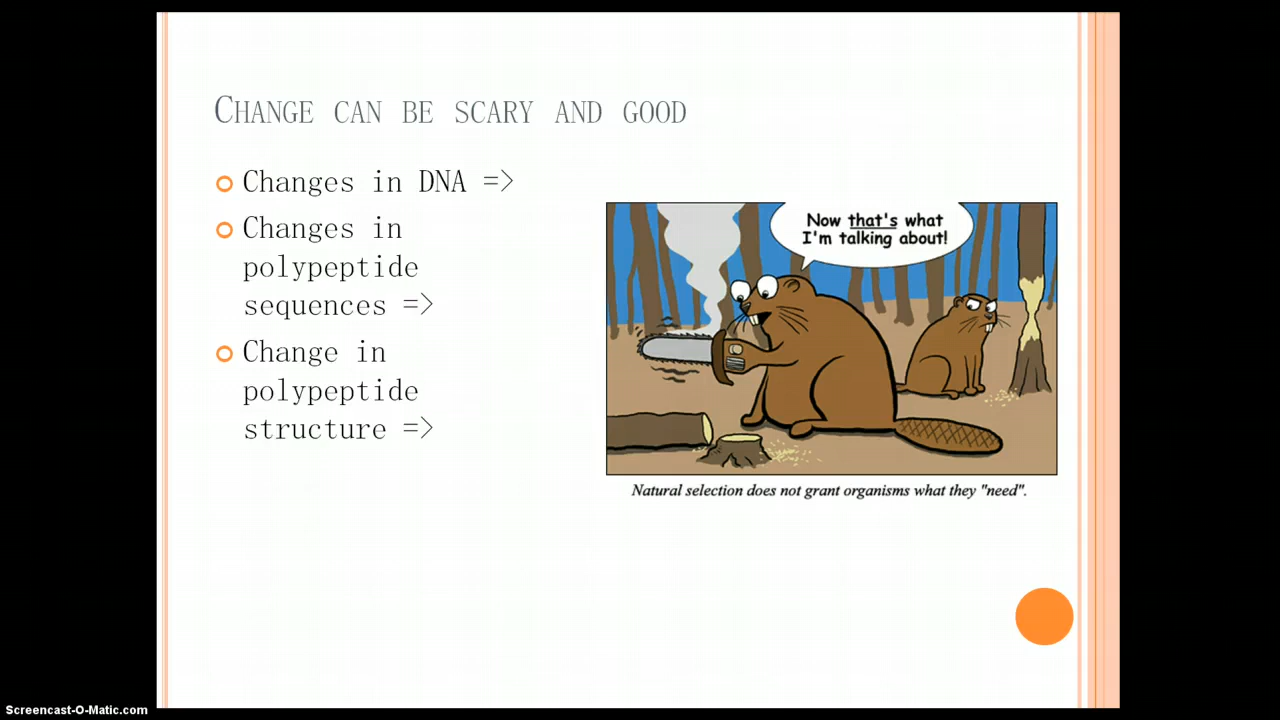 CHANGE CAN BE SCARY AND GOOD
Changes in DNA =>
Changes in
polypeptide
sequences =>
Change in
polypeptide
structure =>
Now that's what
I'm talking about!
Natural selection does not grant organisms what they "need".
Screencast-O-Matic.com